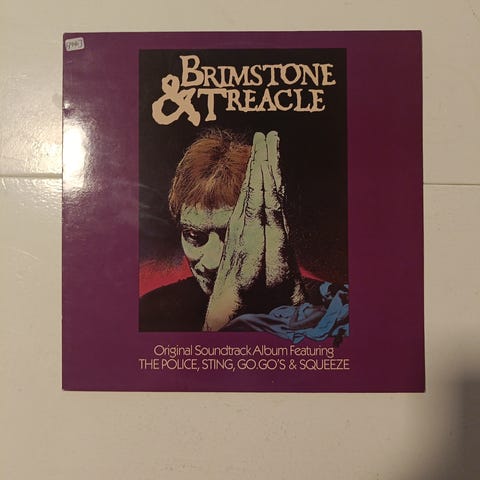 BRIMSTONE
& TREACLE
Original Soundtrack Album Featuring
THE POLICE, STING, GO.GO'S & SQUEEZE